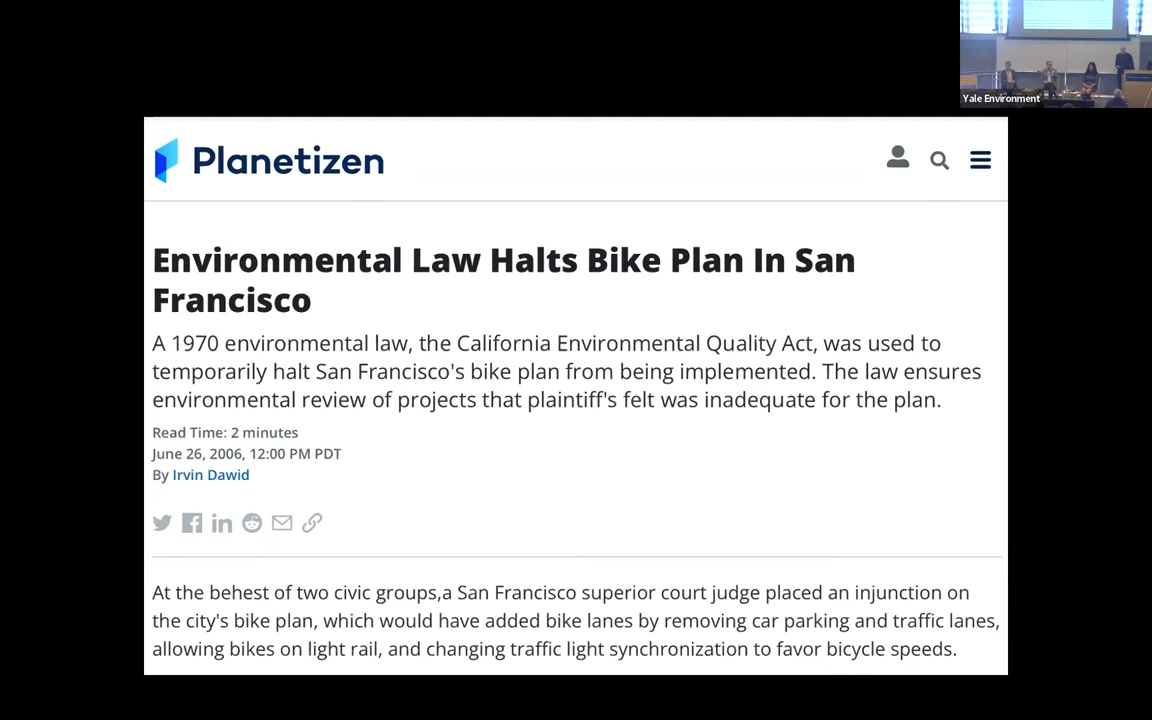 Yale Environment
Planetizen
Environmental Law Halts Bike Plan In San
Francisco
A 1970 environmental law, the California Environmental Quality Act, was used to
temporarily halt San Francisco's bike plan from being implemented. The law ensures
environmental review of projects that plaintiff's felt was inadequate for the plan.
Read Time: 2 minutes
June 26, 2006, 12:00 PM PDT
By Irvin Dawid
At the behest of two civic groups,a San Francisco superior court judge placed an injunction on
the city's bike plan, which would have added bike lanes by removing car parking and traffic lanes,
allowing bikes on light rail, and changing traffic light synchronization to favor bicycle speeds.